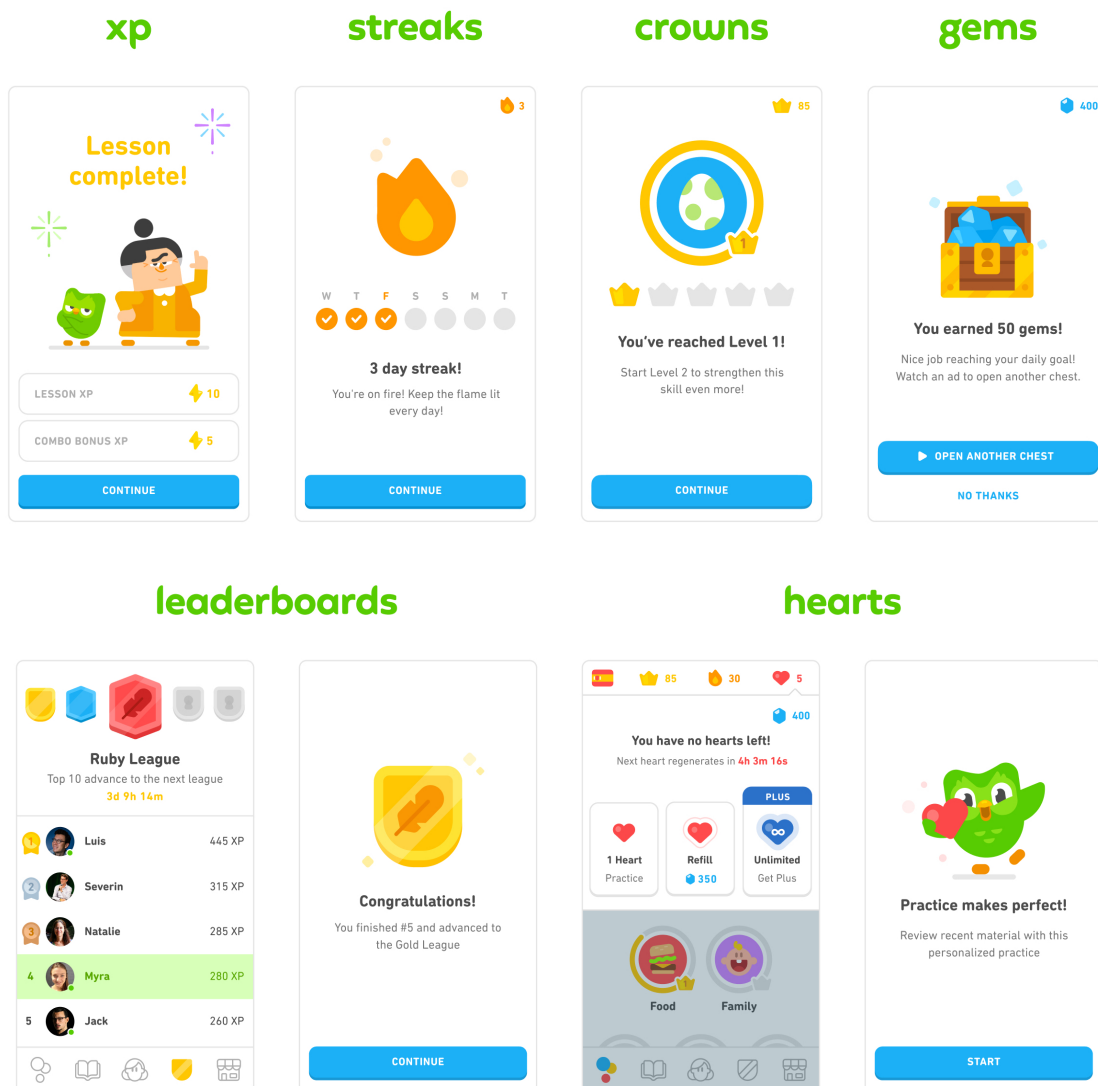 xp
streaks
crowns
gems
Lesson
complete!
LESSON XP
10
COMBO BONUS XP
5
CONTINUE
3
W T F S S M T
3 day streak!
You're on fire! Keep the flame lit
every day!
CONTINUE
85
1
You've reached Level 1!
Start Level 2 to strengthen this
skill even more!
CONTINUE
400
You earned 50 gems!
Nice job reaching your daily goal!
Watch an ad to open another chest.
OPEN ANOTHER CHEST
NO THANKS
leaderboards
hearts
Ruby League
Top 10 advance to the next league
3d 9h 14m
1 Luis 445 XP
2 Severin 315 XP
3 Natalie 285 XP
4 Myra 280 XP
5 Jack 260 XP
Congratulations!
You finished #5 and advanced to
the Gold League
CONTINUE
85 30 5
400
You have no hearts left!
Next heart regenerates in 4h 3m 16s
PLUS
1 Heart
Practice
Refill
350
Unlimited
Get Plus
1
Food
Family
Practice makes perfect!
Review recent material with this
personalized practice
START